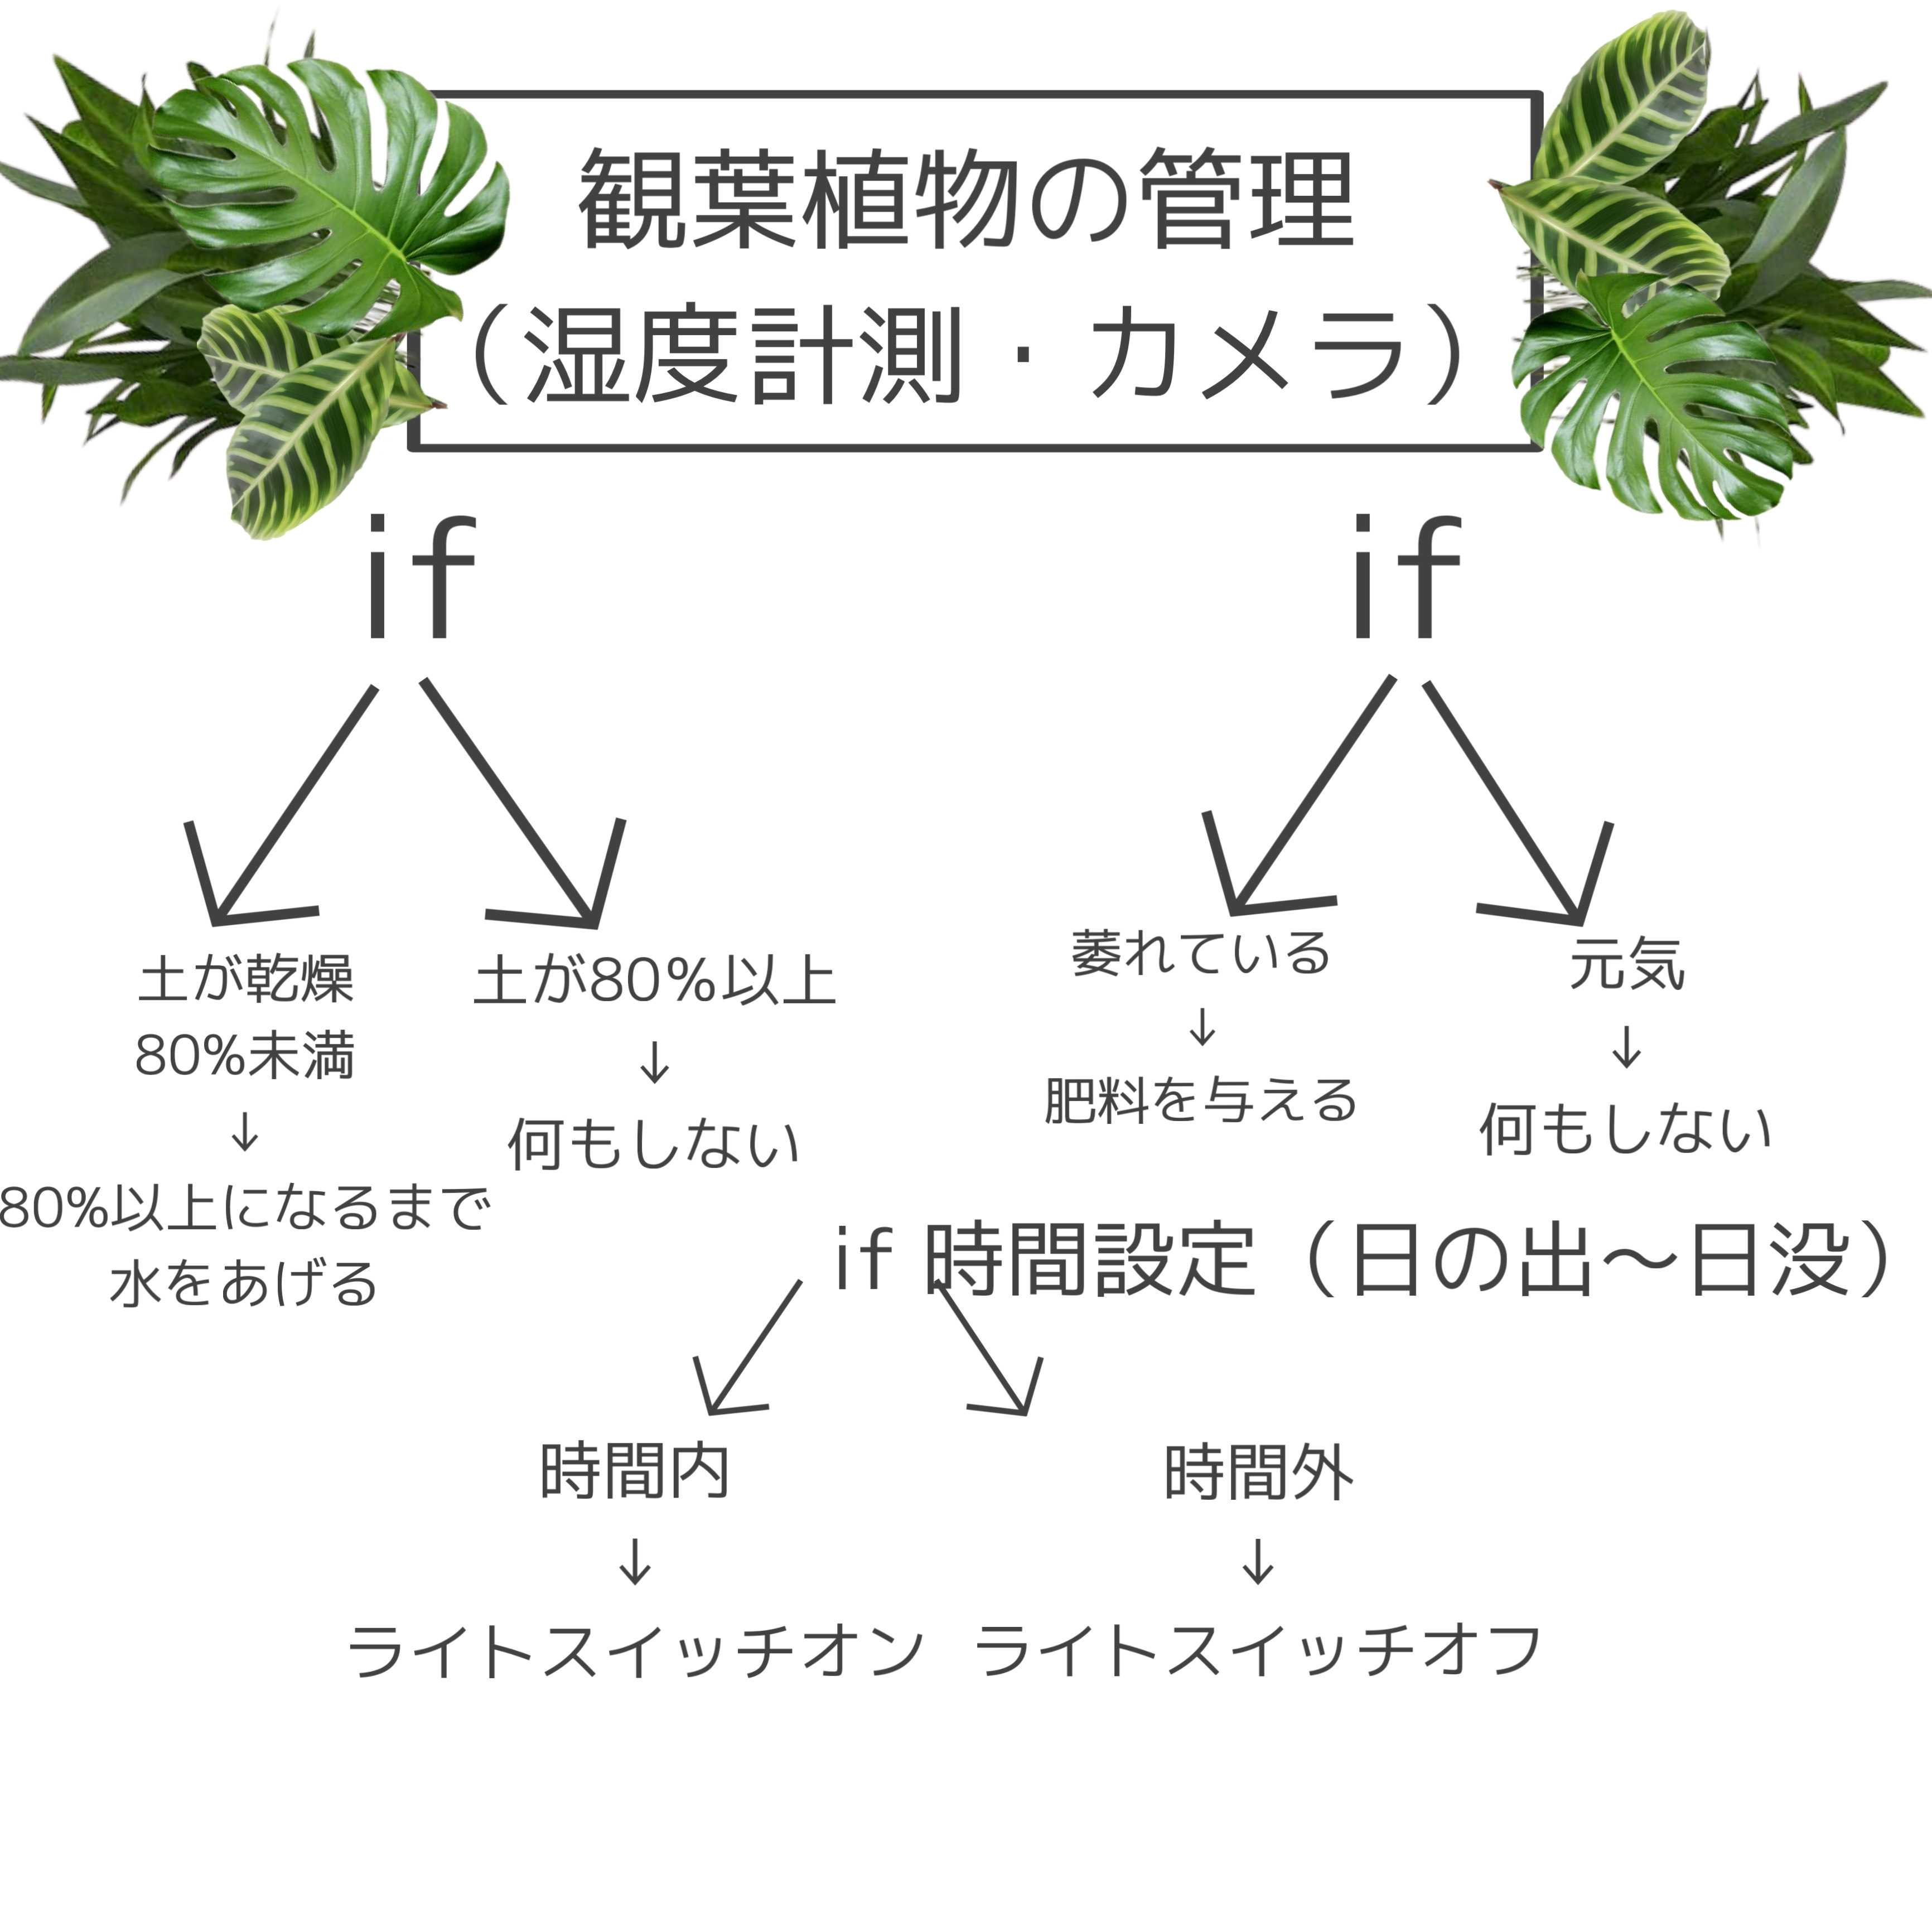 観葉植物の管理
（湿度計測・カメラ）
if
土が乾燥
80%未満
↓
80%以上になるまで
水をあげる
土が80%以上
↓
何もしない
if
萎れている
↓
肥料を与える
元気
↓
何もしない
if 時間設定（日の出～日没）
時間内
↓
ライトスイッチオン
時間外
↓
ライトスイッチオフ